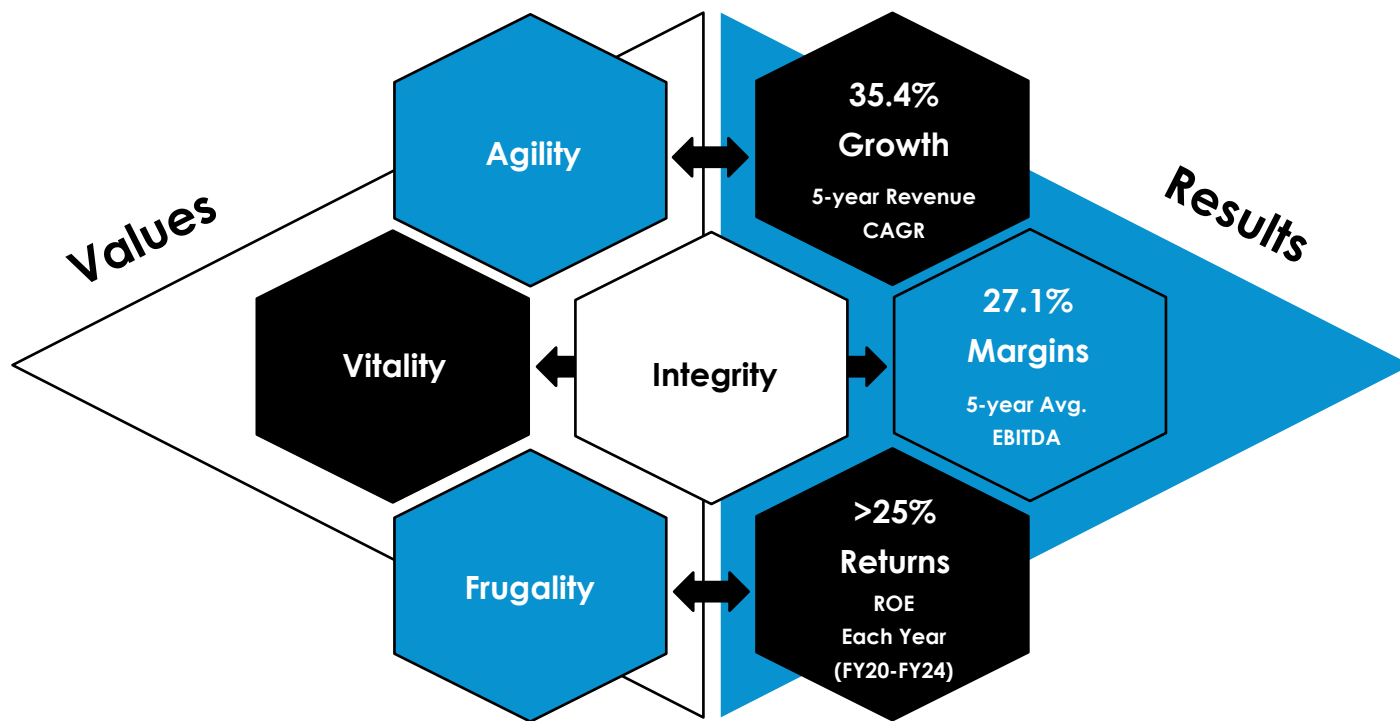 Values
Agility
Vitality
Frugality
Integrity
Results
35.4%
Growth
5-year Revenue
CAGR
27.1%
Margins
5-year Avg.
EBITDA
>25%
Returns
ROE
Each Year
(FY20-FY24)